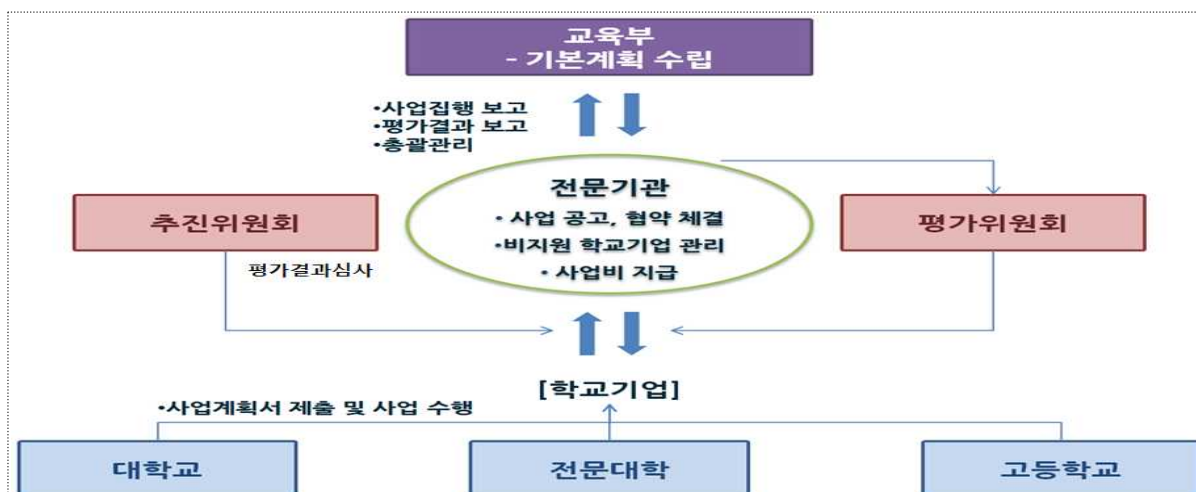 교육부
- 기본계획 수립
•사업집행 보고
•평가결과 보고
•총괄관리
전문기관
• 사업 공고, 협약 체결
•비지원 학교기업 관리
• 사업비 지급
추진위원회
평가위원회
평가결과심사
[학교기업]
•사업계획서 제출 및 사업 수행
대학교
전문대학
고등학교